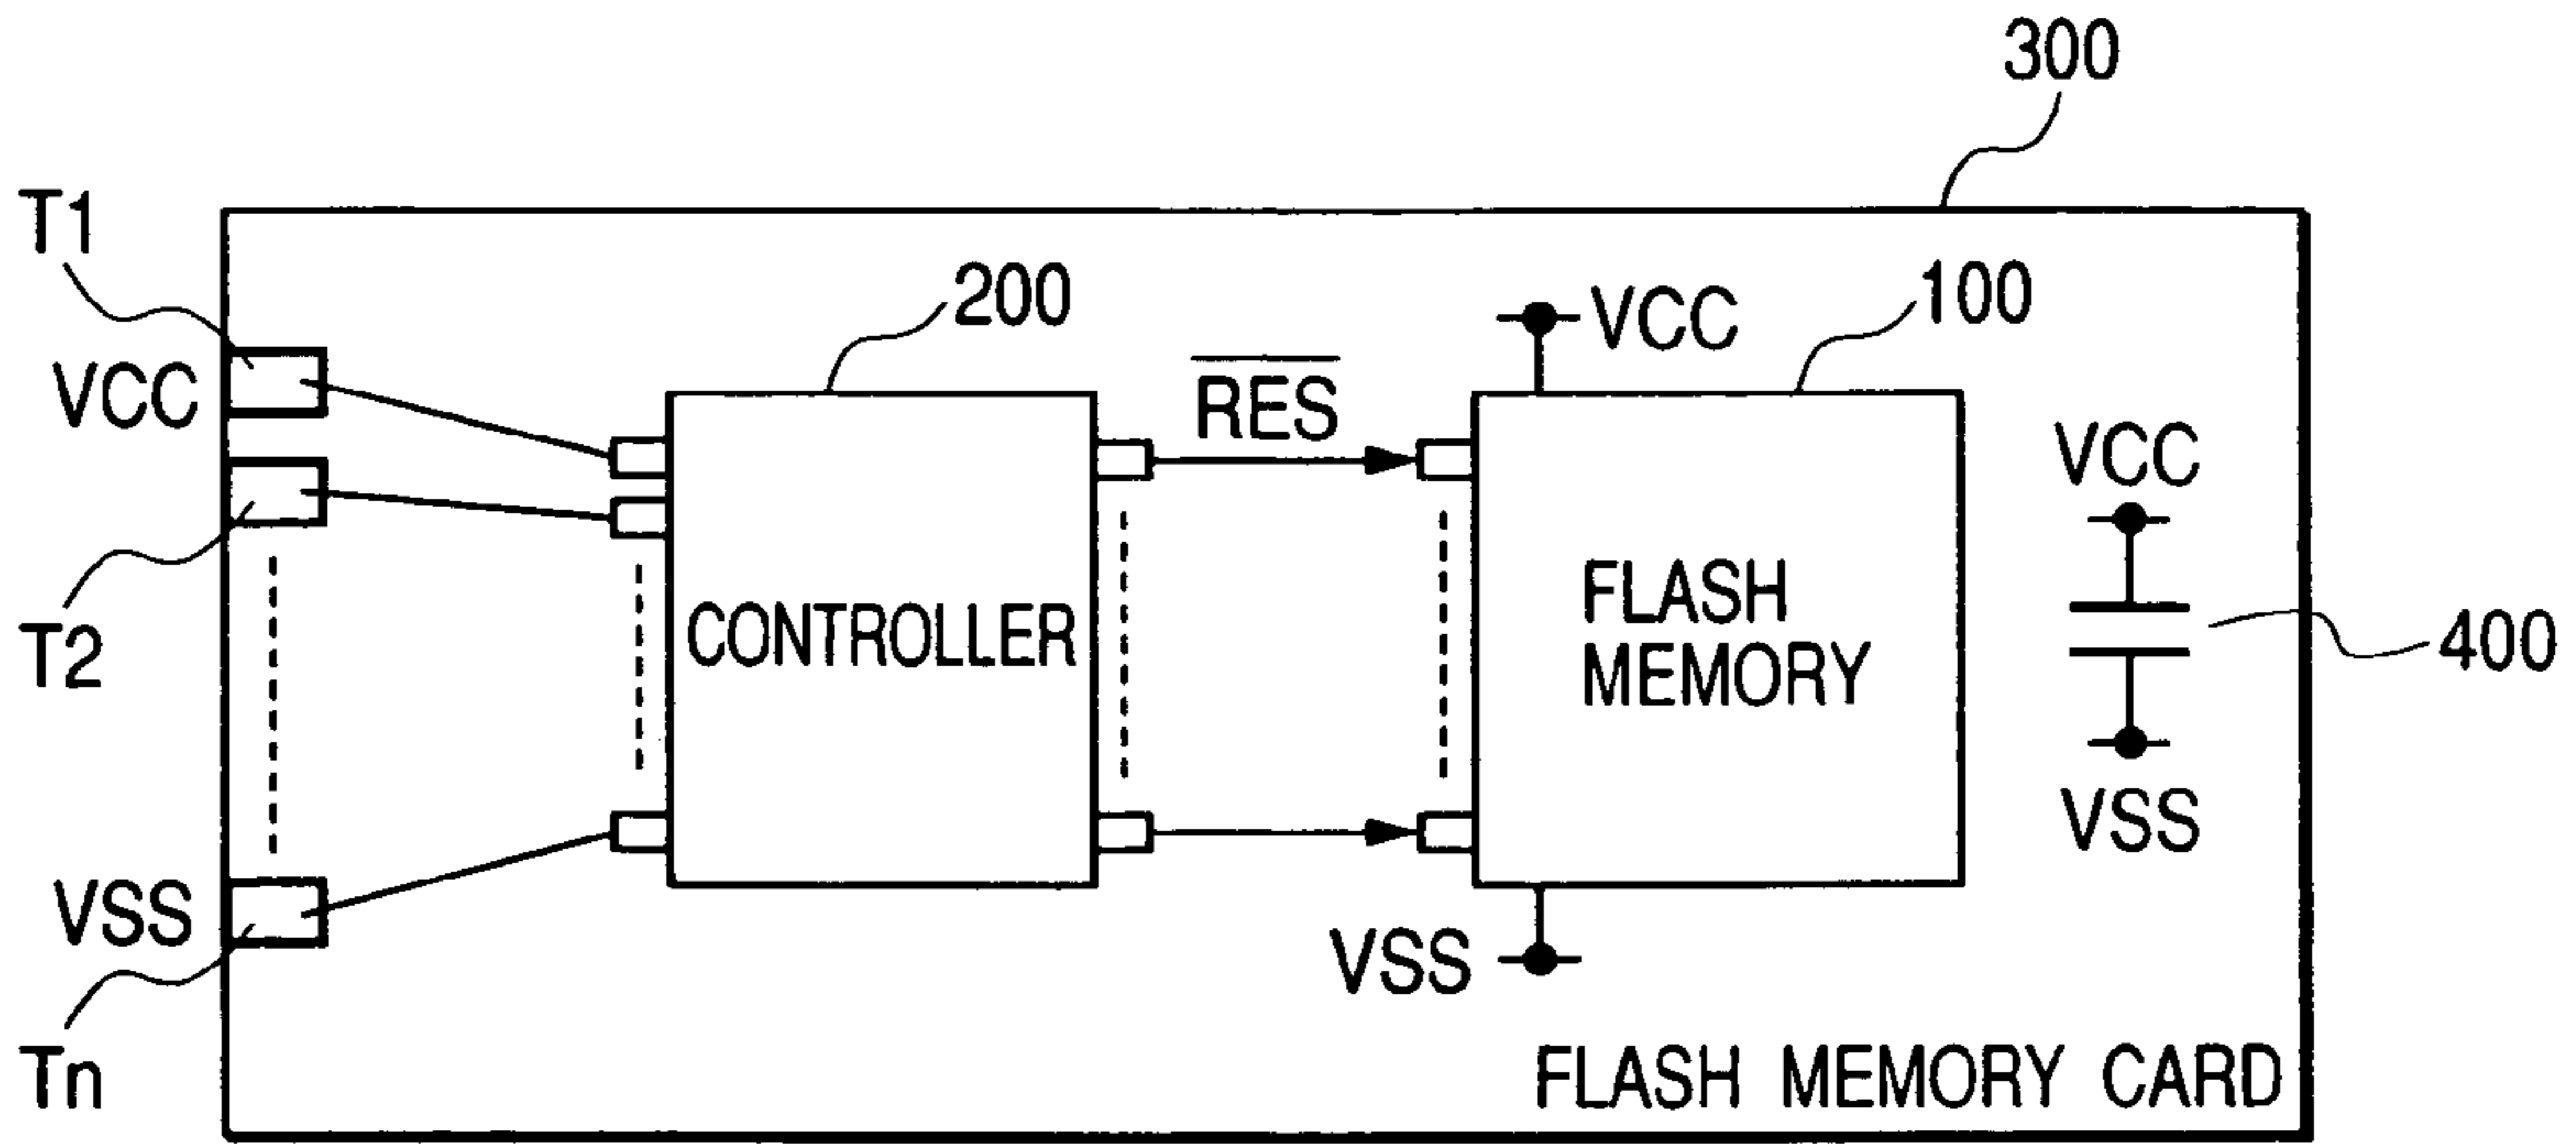 300
T1
200
VCC
100
VCC
RES
VCC
FLASH
MEMORY
CONTROLLER
400
T2
VSS
VSS
VSS
Tn
FLASH MEMORY CARD